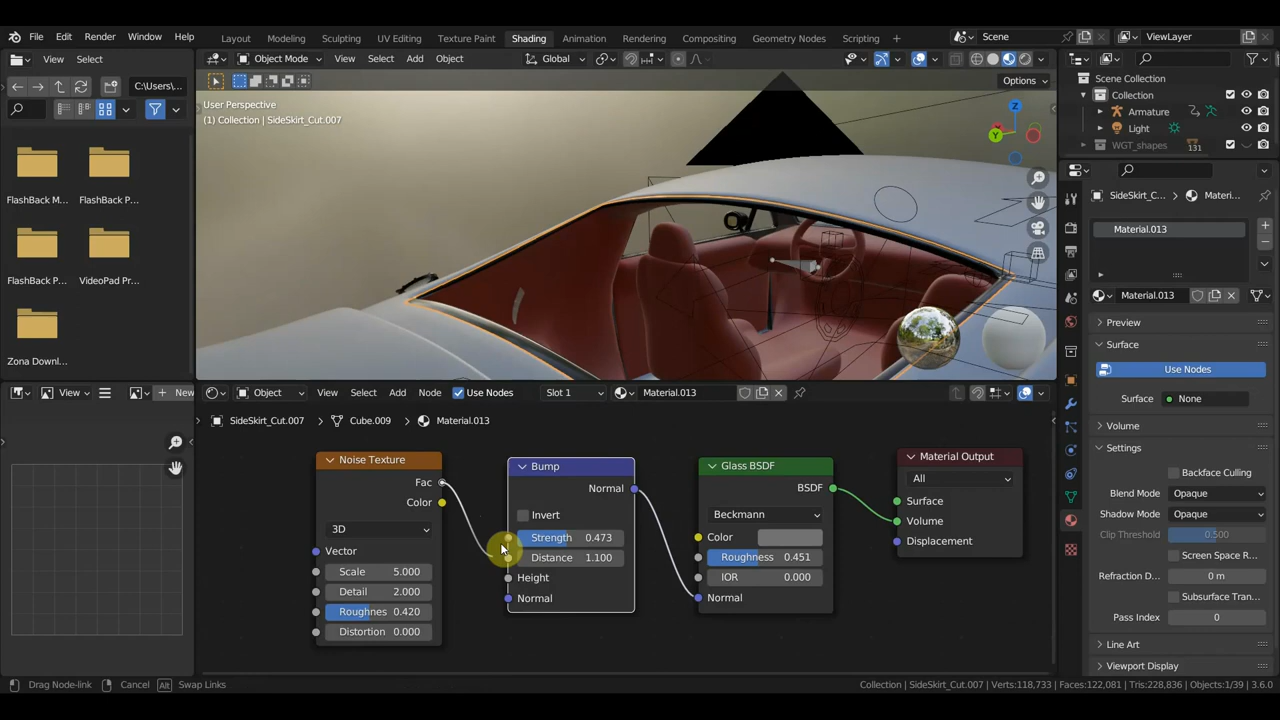 File Edit Render Window Help Layout Modeling Sculpting UV Editing Texture Paint Shading Animation Rendering Compositing Geometry Nodes Scripting + Scene ViewLayer
View Select
Object Mode View Select Add Object Global
C:\Users\...
Options
User Perspective
(1) Collection | SideSkirt_Cut.007
Z
Y
FlashBack M...
FlashBack P...
FlashBack P...
VideoPad Pr...
Zona Downl...
Scene Collection
Collection
Armature
Light
WGT_shapes
131
SideSkirt_C...
Materi...
Material.013
Material.013
Preview
Surface
Use Nodes
Surface None
Volume
Settings
Backface Culling
Blend Mode Opaque
Shadow Mode Opaque
Clip Threshold 0.500
Screen Space R...
Refraction D... 0 m
Subsurface Tran...
Pass Index 0
Line Art
Viewport Display
View + New
Object View Select Add Node Use Nodes Slot 1 Material.013
SideSkirt_Cut.007 > Cube.009 > Material.013
Noise Texture
Fac
Color
3D
Vector
Scale 5.000
Detail 2.000
Roughnes 0.420
Distortion 0.000
Bump
Normal
Invert
Strength 0.473
Distance 1.100
Height
Normal
Glass BSDF
BSDF
Beckmann
Color
Roughness 0.451
IOR 0.000
Normal
Material Output
All
Surface
Volume
Displacement
Drag Node-link Cancel Alt Swap Links
Collection | SideSkirt_Cut.007 | Verts:118,733 | Faces:122,081 | Tris:228,836 | Objects:1/39 | 3.6.0